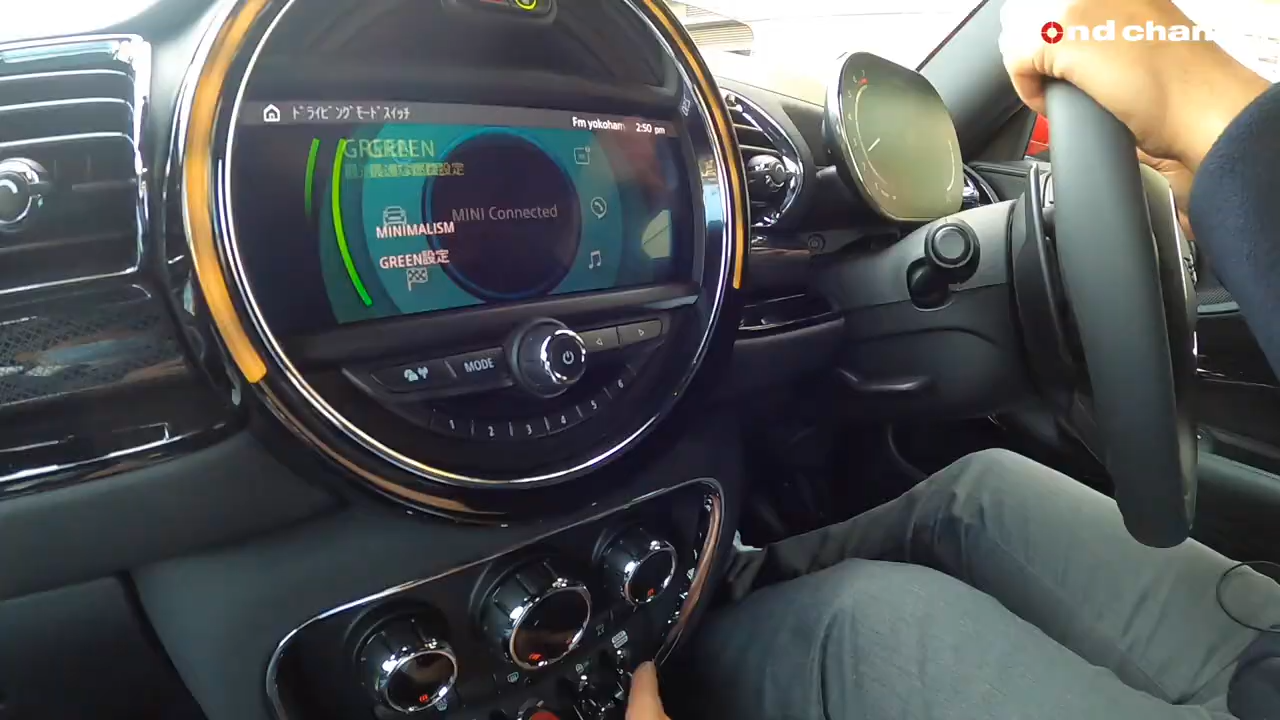 ond chan
ドライビングモードスイッチ
Fm yokoham
2:50 pm
GREEN
MINI Connected
MINIMALISM
GREEN設定
MODE
1 2 3 4 5 6